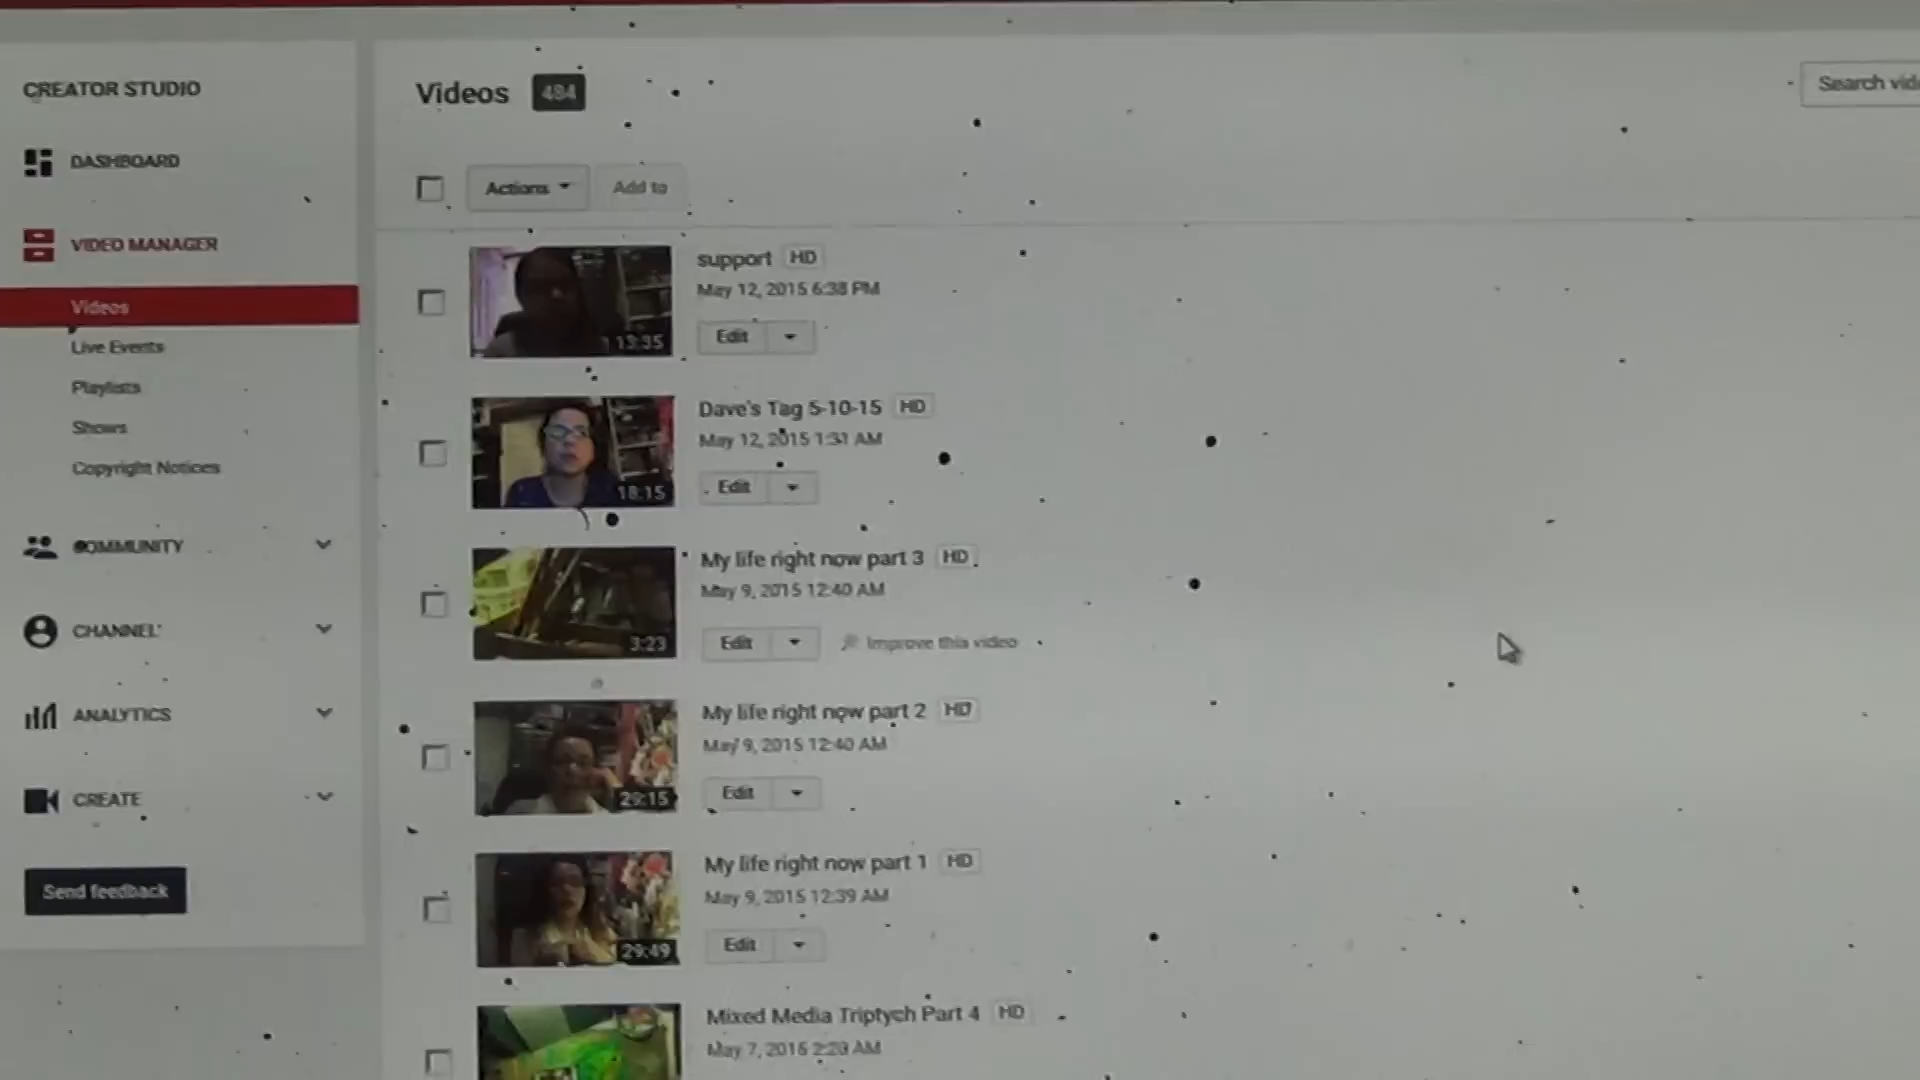 CREATOR STUDIO
DASHBOARD
VIDEO MANAGER
Videos
Live Events
Playlists
Shows
Copyright Notices
COMMUNITY
CHANNEL
ANALYTICS
CREATE
Send feedback
Videos 484
Search
Actions Add to
support HD
May 12, 2015 6:38 PM
13:35
Edit
Dave's Tag 5-10-15 HD
May 12, 2015 1:31 AM
18:15
Edit
My life right now part 3 HD
May 9, 2015 12:40 AM
3:23
Edit Improve this video
My life right now part 2 HD
May 9, 2015 12:40 AM
29:15
Edit
My life right now part 1 HD
May 9, 2015 12:39 AM
29:49
Edit
Mixed Media Triptych Part 4 HD
May 7, 2015